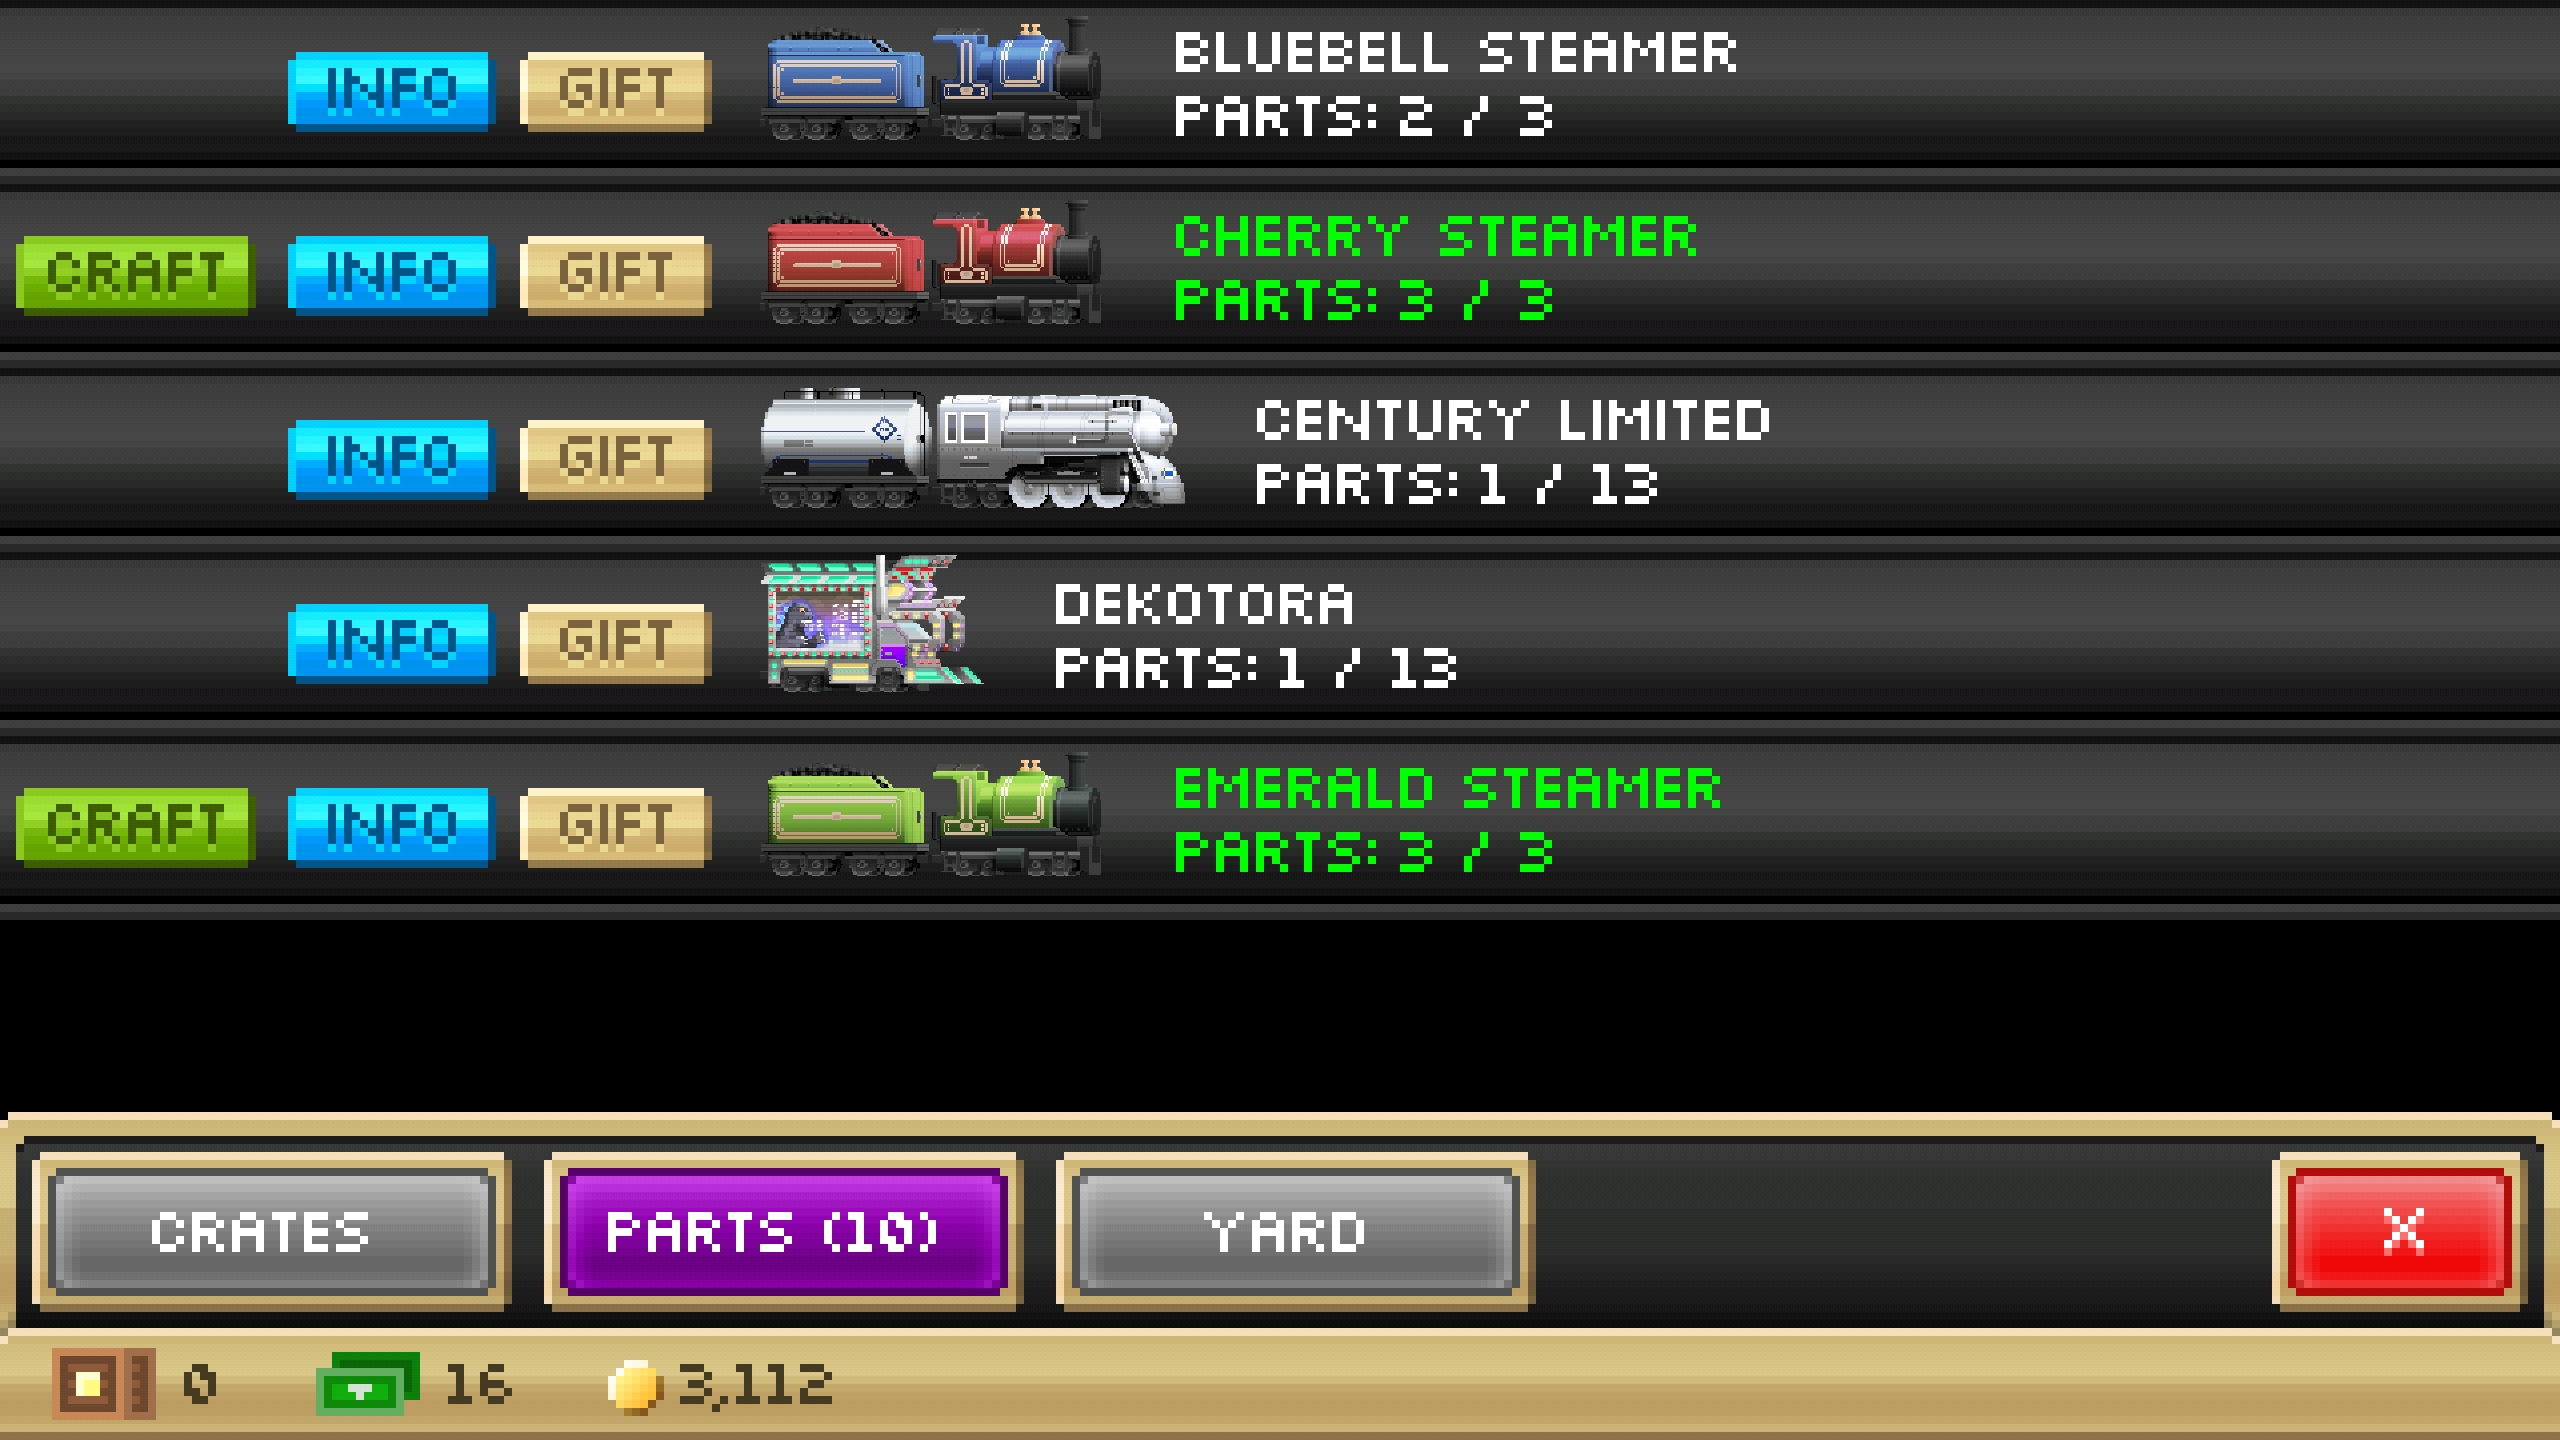 INFO GIFT BLUEBELL STEAMER
PARTS: 2 / 3
CRAFT INFO GIFT CHERRY STEAMER
PARTS: 3 / 3
INFO GIFT CENTURY LIMITED
PARTS: 1 / 13
INFO GIFT DEKOTORA
PARTS: 1 / 13
CRAFT INFO GIFT EMERALD STEAMER
PARTS: 3 / 3
CRATES PARTS (10) YARD X
0 16 3,112